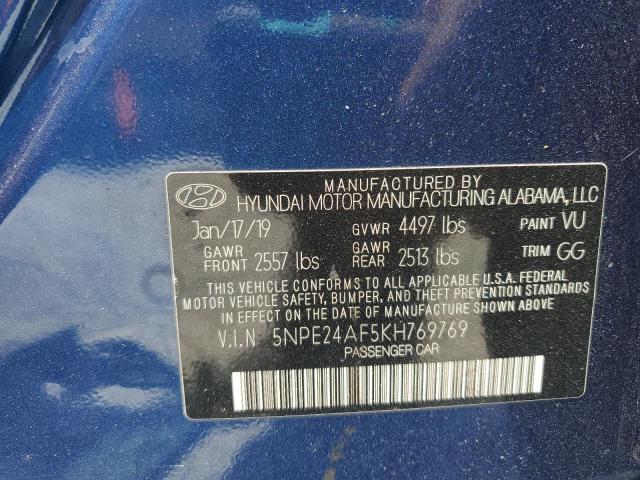 MANUFACTURED BY
HYUNDAI MOTOR MANUFACTURING ALABAMA, LLC
Jan/17/19 GVWR 4497 lbs PAINT VU
GAWR FRONT 2557 lbs GAWR REAR 2513 lbs TRIM GG
THIS VEHICLE CONFORMS TO ALL APPLICABLE U.S.A. FEDERAL
MOTOR VEHICLE SAFETY, BUMPER, AND THEFT PREVENTION STANDARDS
IN EFFECT ON THE DATE OF MANUFACTURE SHOWN ABOVE.
V.I.N 5NPE24AF5KH769769
PASSENGER CAR